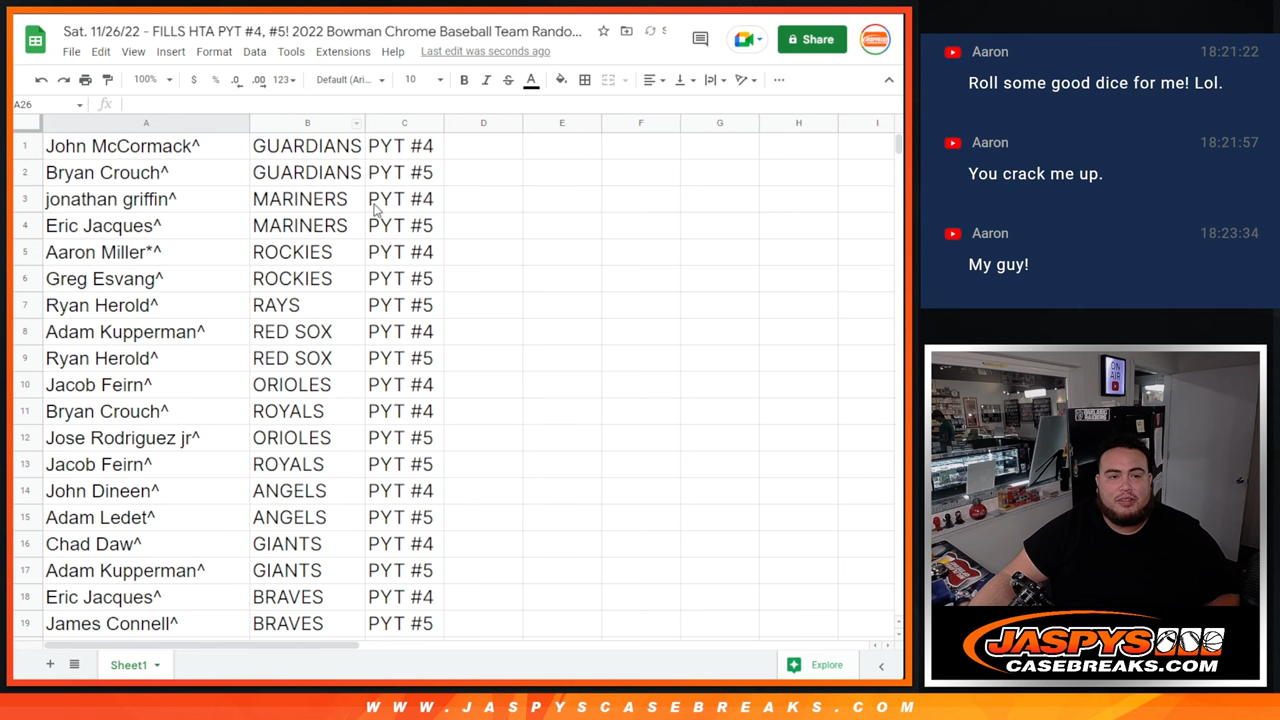 Sat. 11/26/22 - FILLS HTA PYT #4, #5! 2022 Bowman Chrome Baseball Team Rando...
File Edit View Insert Format Data Tools Extensions Help Last edit was seconds ago
Share
100% $ % .0 .00 123 Default (Ari... 10 B I S A
A26 fx
A B C D E F G H I
1 John McCormack^ GUARDIANS PYT #4
2 Bryan Crouch^ GUARDIANS PYT #5
3 jonathan griffin^ MARINERS PYT #4
4 Eric Jacques^ MARINERS PYT #5
5 Aaron Miller*^ ROCKIES PYT #4
6 Greg Esvang^ ROCKIES PYT #5
7 Ryan Herold^ RAYS PYT #5
8 Adam Kupperman^ RED SOX PYT #4
9 Ryan Herold^ RED SOX PYT #5
10 Jacob Feirn^ ORIOLES PYT #4
11 Bryan Crouch^ ROYALS PYT #4
12 Jose Rodriguez jr^ ORIOLES PYT #5
13 Jacob Feirn^ ROYALS PYT #5
14 John Dineen^ ANGELS PYT #4
15 Adam Ledet^ ANGELS PYT #5
16 Chad Daw^ GIANTS PYT #4
17 Adam Kupperman^ GIANTS PYT #5
18 Eric Jacques^ BRAVES PYT #4
19 James Connell^ BRAVES PYT #5
Sheet1
Explore
Aaron 18:21:22
Roll some good dice for me! Lol.
Aaron 18:21:57
You crack me up.
Aaron 18:23:34
My guy!
ON
AIR
JASPYS
CASEBREAKS.COM
WWW.JASPYSCASEBREAKS.COM